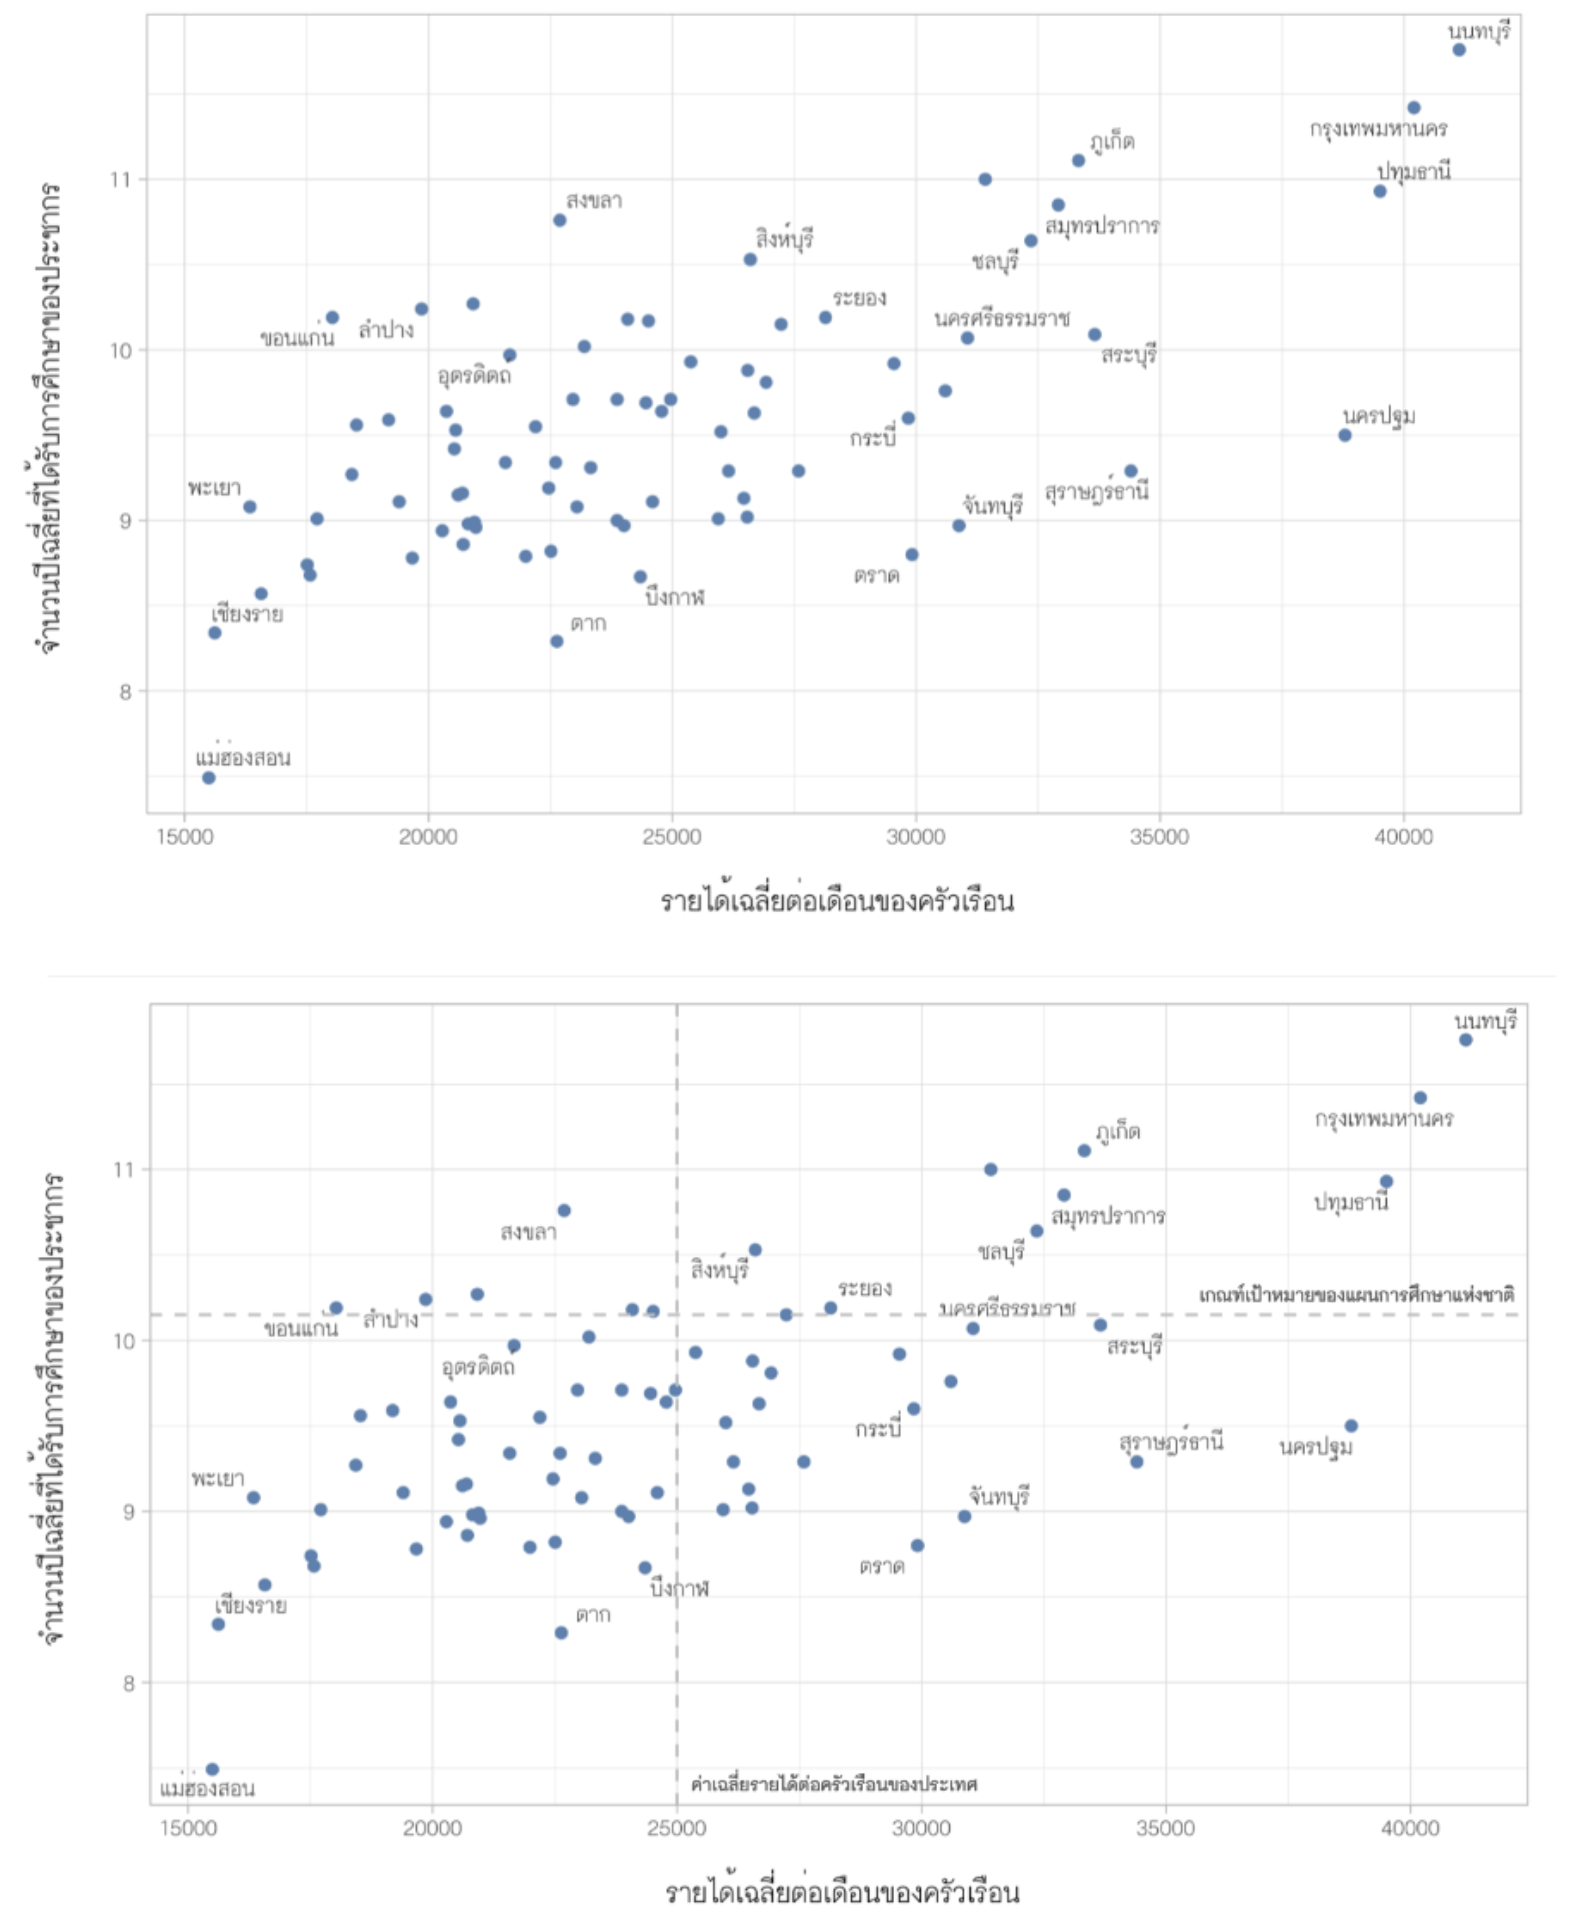 นนทบุรี
กรุงเทพมหานคร
ภูเก็ต
ปทุมธานี
11
สงขลา
สมุทรปราการ
สิงห์บุรี
ชลบุรี
ระยอง
นครศรีธรรมราช
ขอนแก่น
ลำปาง
10
สระบุรี
อุตรดิตถ์
นครปฐม
กระบี่
พะเยา
สุราษฎร์ธานี
จันทบุรี
9
ตราด
บึงกาฬ
เชียงราย
ตาก
8
แม่ฮ่องสอน
15000 20000 25000 30000 35000 40000
จำนวนปีเฉลี่ยที่ได้รับการศึกษาของประชากร
รายได้เฉลี่ยต่อเดือนของครัวเรือน
นนทบุรี
กรุงเทพมหานคร
ภูเก็ต
11
ปทุมธานี
สมุทรปราการ
สงขลา
ชลบุรี
สิงห์บุรี
ระยอง
เกณฑ์เป้าหมายของแผนการศึกษาแห่งชาติ
นครศรีธรรมราช
ขอนแก่น
ลำปาง
10
สระบุรี
อุตรดิตถ์
กระบี่
สุราษฎร์ธานี
นครปฐม
พะเยา
จันทบุรี
9
ตราด
บึงกาฬ
เชียงราย
ตาก
8
แม่ฮ่องสอน
ค่าเฉลี่ยรายได้ต่อครัวเรือนของประเทศ
15000 20000 25000 30000 35000 40000
จำนวนปีเฉลี่ยที่ได้รับการศึกษาของประชากร
รายได้เฉลี่ยต่อเดือนของครัวเรือน